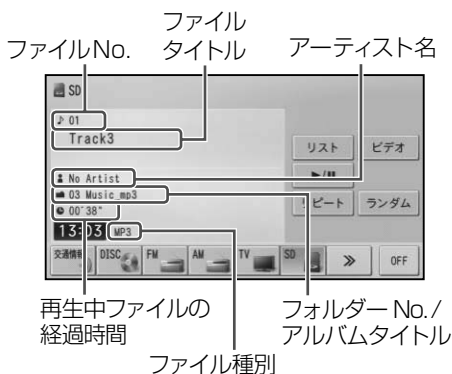 ファイル
タイトル
ファイルNo.
アーティスト名
SD
♪ 01
Track3
リスト
ビデオ
No Artist
▶/II
03 Music_mp3
リピート
ランダム
00'38"
13:03
MP3
交通情報
DISC
FM
AM
TV
SD
≫
OFF
再生中ファイルの
経過時間
フォルダー No./
アルバムタイトル
ファイル種別